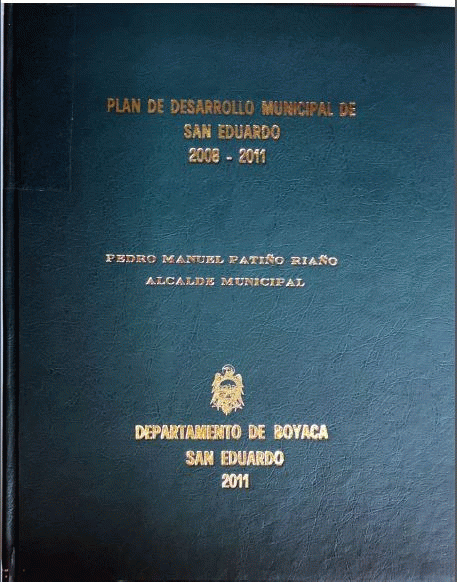 PLAN DE DESARROLLO MUNICIPAL DE
SAN EDUARDO
2008 - 2011
PEDRO MANUEL PATIÑO RIAÑO
ALCALDE MUNICIPAL
DEPARTAMENTO DE BOYACA
SAN EDUARDO
2011